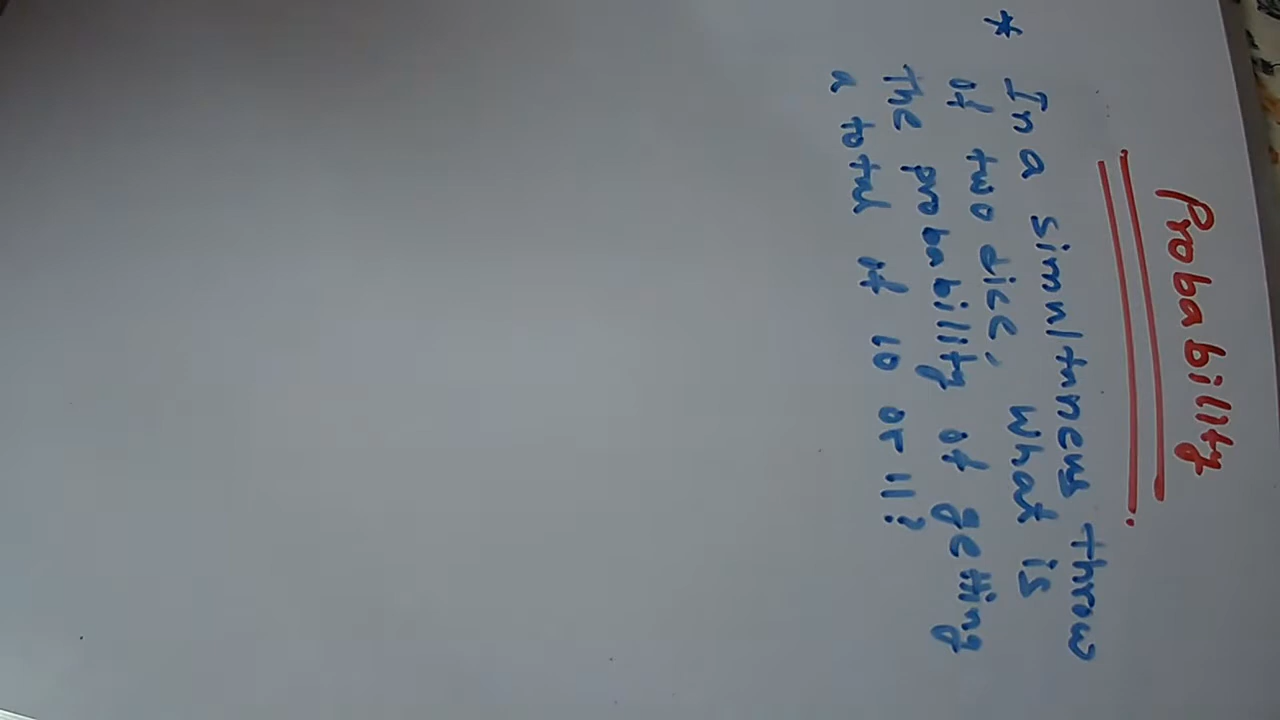 Probability
* In a simultaneous throw
of two dice, what is
The probability of getting
a total of 10 or 11?